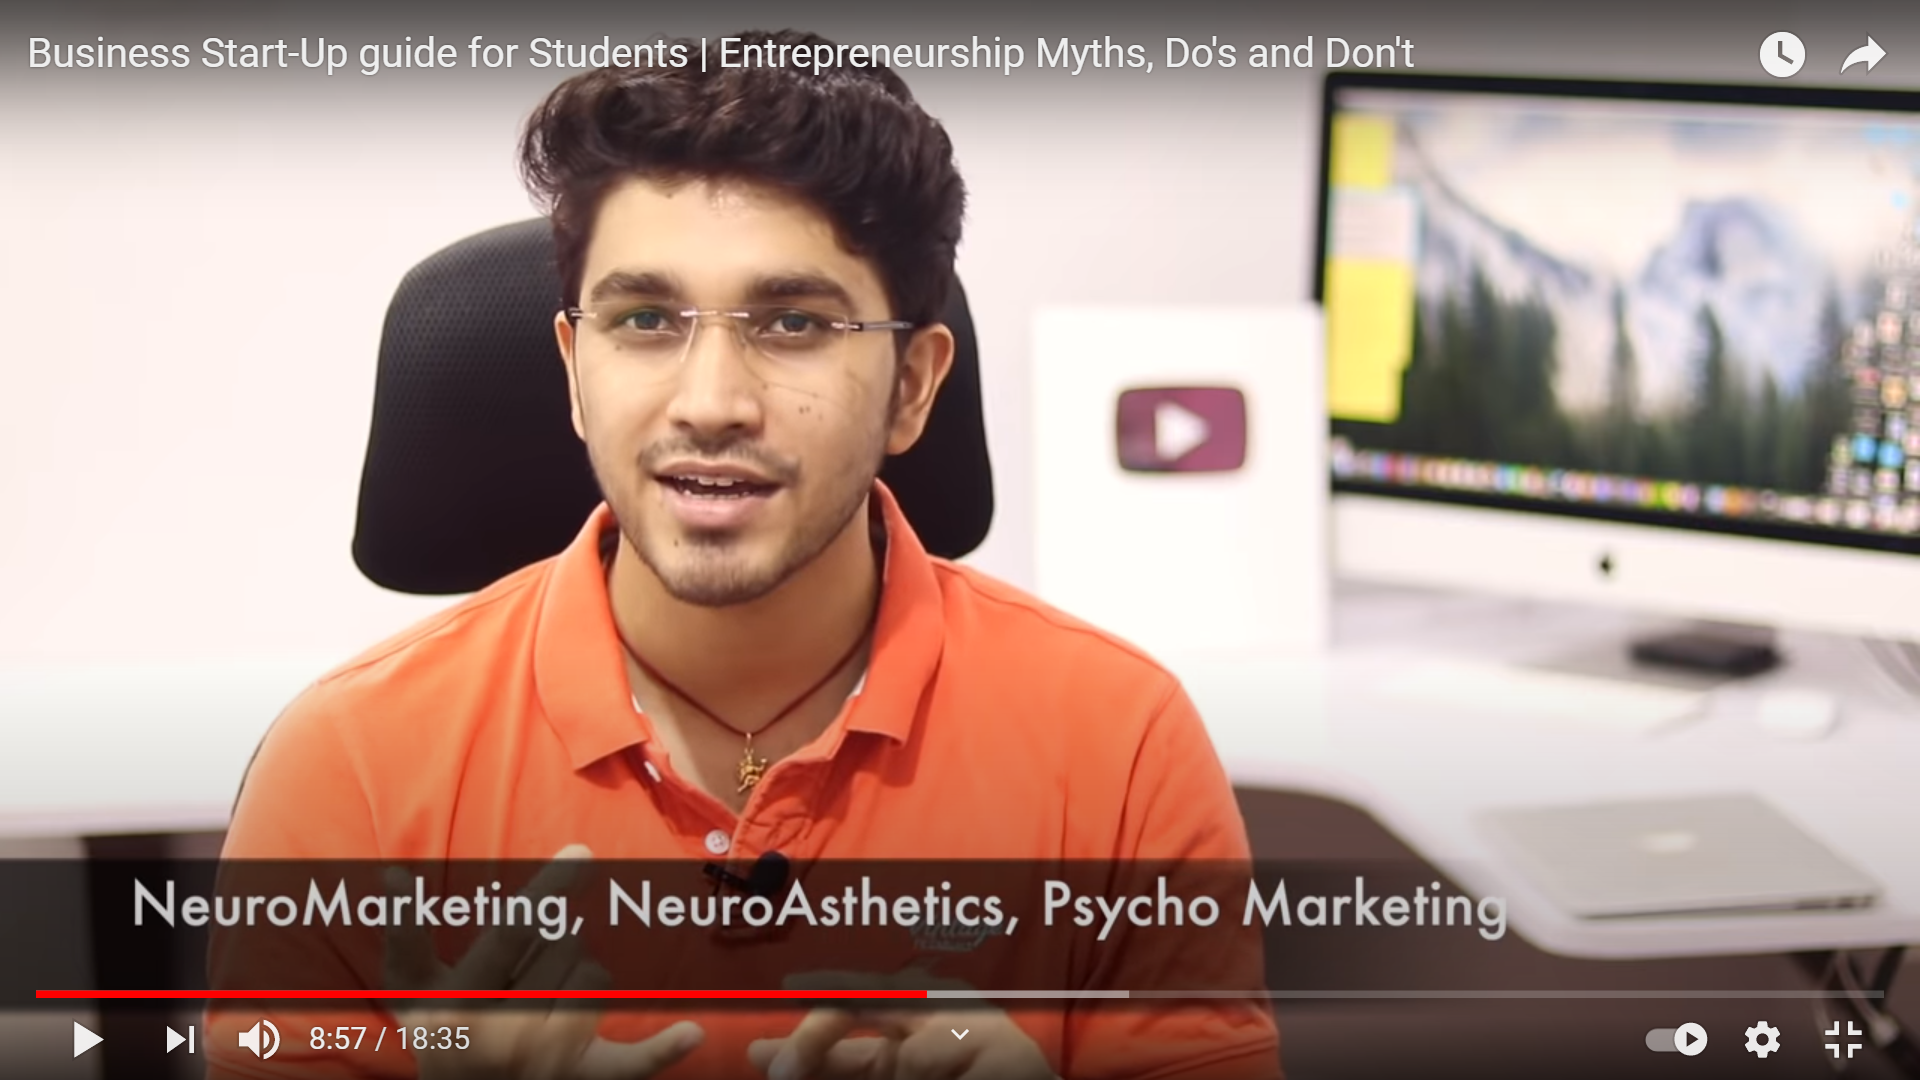 Business Start-Up guide for Students | Entrepreneurship Myths, Do's and Don't
NeuroMarketing, NeuroAsthetics, Psycho Marketing
8:57 / 18:35